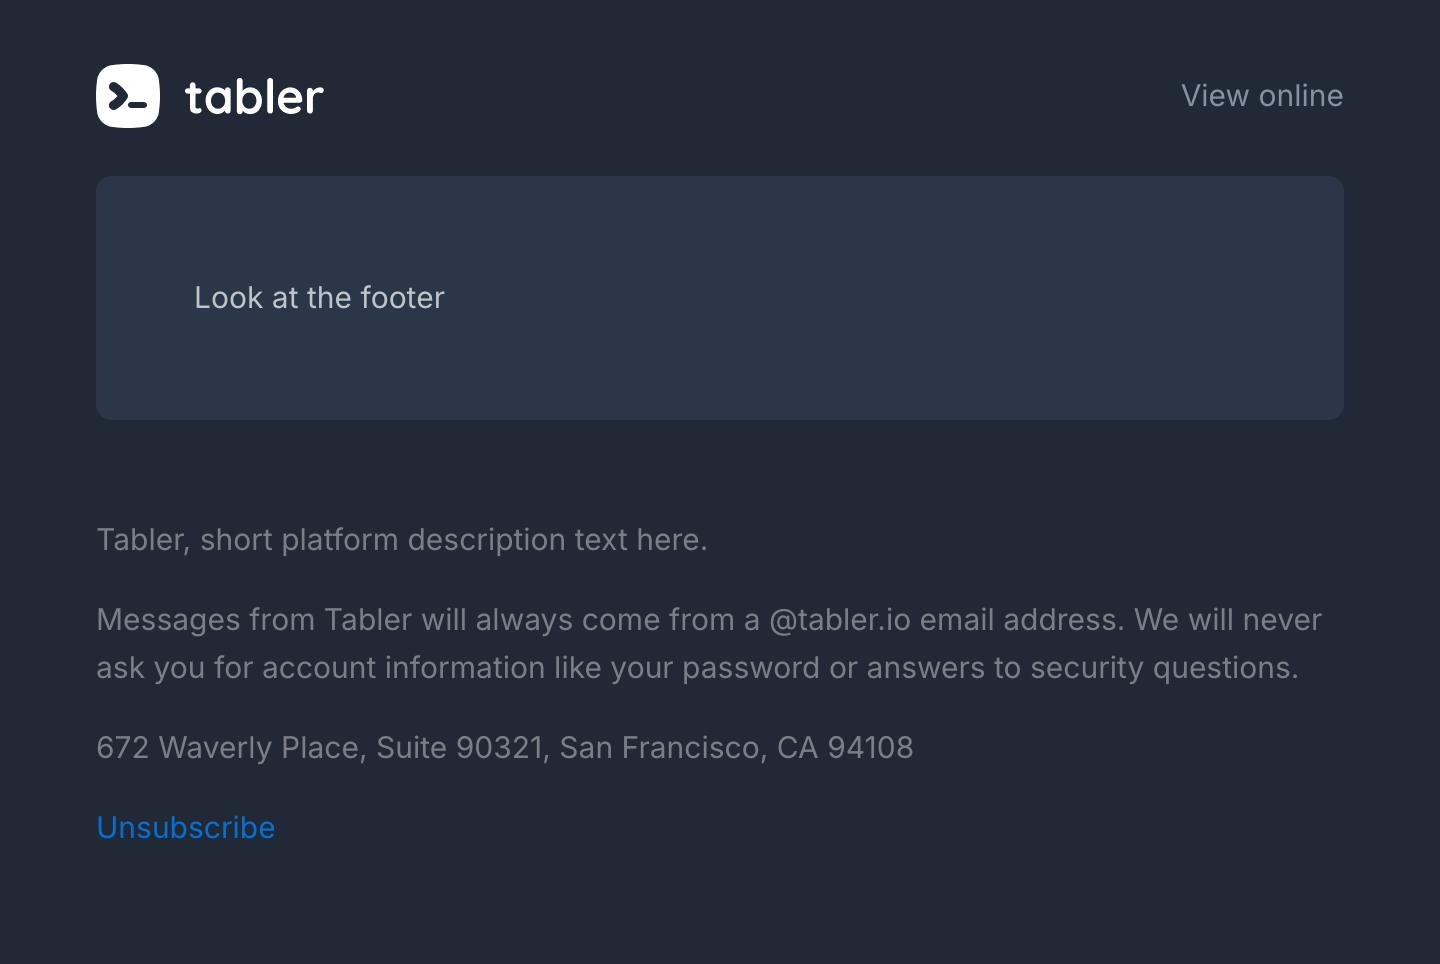 tabler
View online
Look at the footer
Tabler, short platform description text here.
Messages from Tabler will always come from a @tabler.io email address. We will never
ask you for account information like your password or answers to security questions.
672 Waverly Place, Suite 90321, San Francisco, CA 94108
Unsubscribe